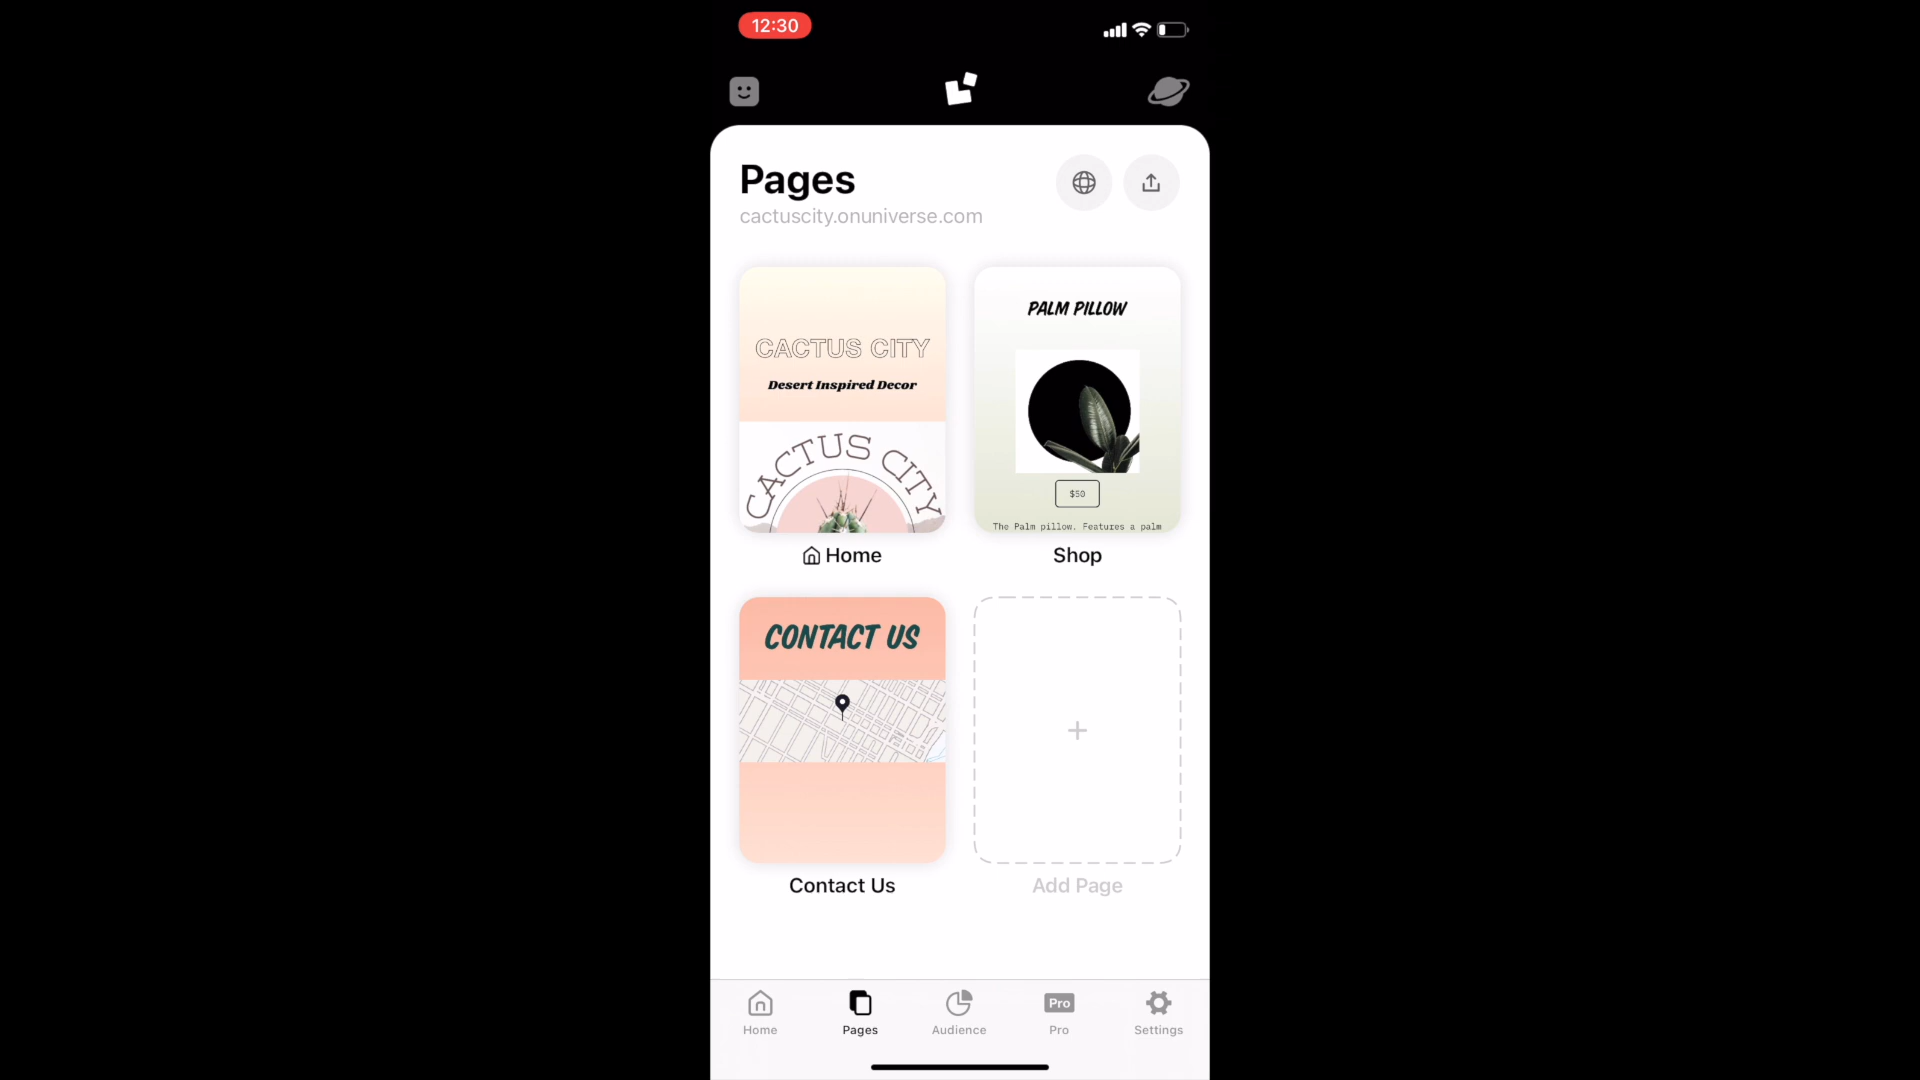 12:30
Pages
cactuscity.onuniverse.com
CACTUS CITY
Desert Inspired Decor
CACTUS CITY
Home
PALM PILLOW
$50
The Palm pillow. Features a palm
Shop
CONTACT US
Contact Us
Add Page
Home
Pages
Audience
Pro
Pro
Settings